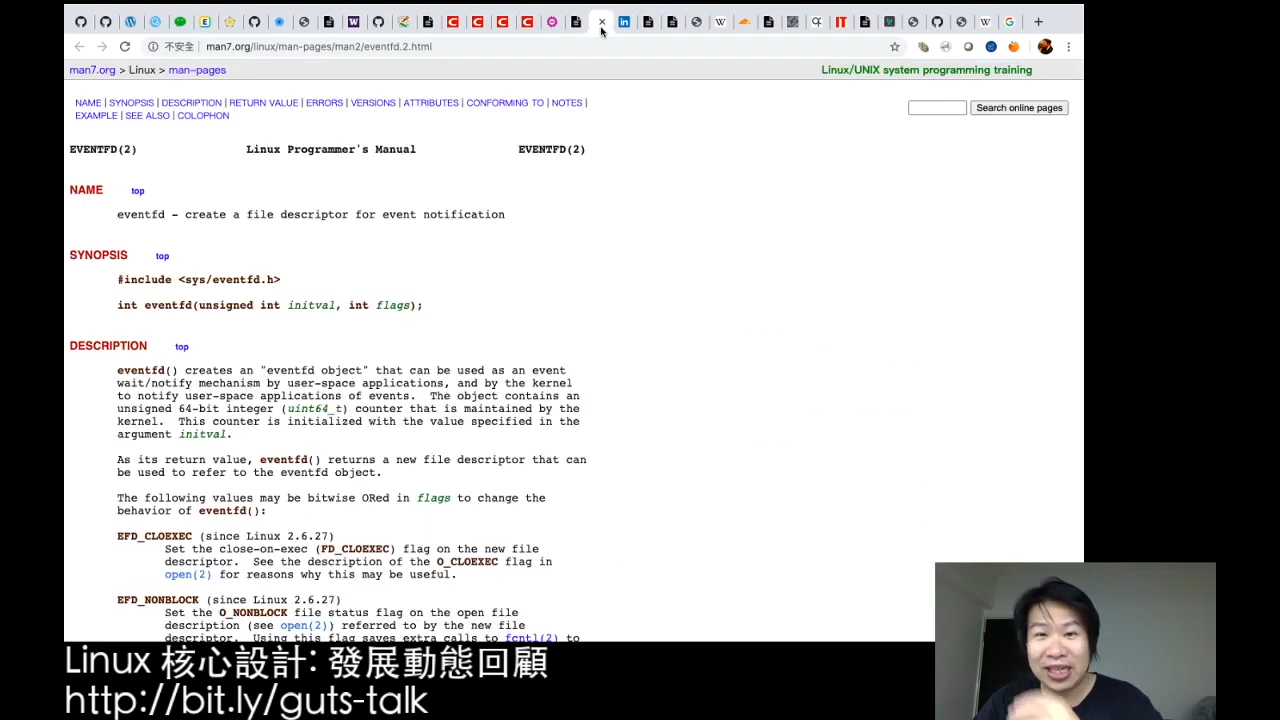 不安全 man7.org/linux/man-pages/man2/eventfd.2.html
man7.org > Linux > man-pages
Linux/UNIX system programming training
NAME | SYNOPSIS | DESCRIPTION | RETURN VALUE | ERRORS | VERSIONS | ATTRIBUTES | CONFORMING TO | NOTES |
EXAMPLE | SEE ALSO | COLOPHON
Search online pages
EVENTFD(2) Linux Programmer's Manual EVENTFD(2)
NAME top
eventfd - create a file descriptor for event notification
SYNOPSIS top
#include <sys/eventfd.h>
int eventfd(unsigned int initval, int flags);
DESCRIPTION top
eventfd() creates an "eventfd object" that can be used as an event
wait/notify mechanism by user-space applications, and by the kernel
to notify user-space applications of events. The object contains an
unsigned 64-bit integer (uint64_t) counter that is maintained by the
kernel. This counter is initialized with the value specified in the
argument initval.
As its return value, eventfd() returns a new file descriptor that can
be used to refer to the eventfd object.
The following values may be bitwise ORed in flags to change the
behavior of eventfd():
EFD_CLOEXEC (since Linux 2.6.27)
Set the close-on-exec (FD_CLOEXEC) flag on the new file
descriptor. See the description of the O_CLOEXEC flag in
open(2) for reasons why this may be useful.
EFD_NONBLOCK (since Linux 2.6.27)
Set the O_NONBLOCK file status flag on the open file
description (see open(2)) referred to by the new file
descriptor. Using this flag saves extra calls to fcntl(2) to
Linux 核心設計: 發展動態回顧
http://bit.ly/guts-talk